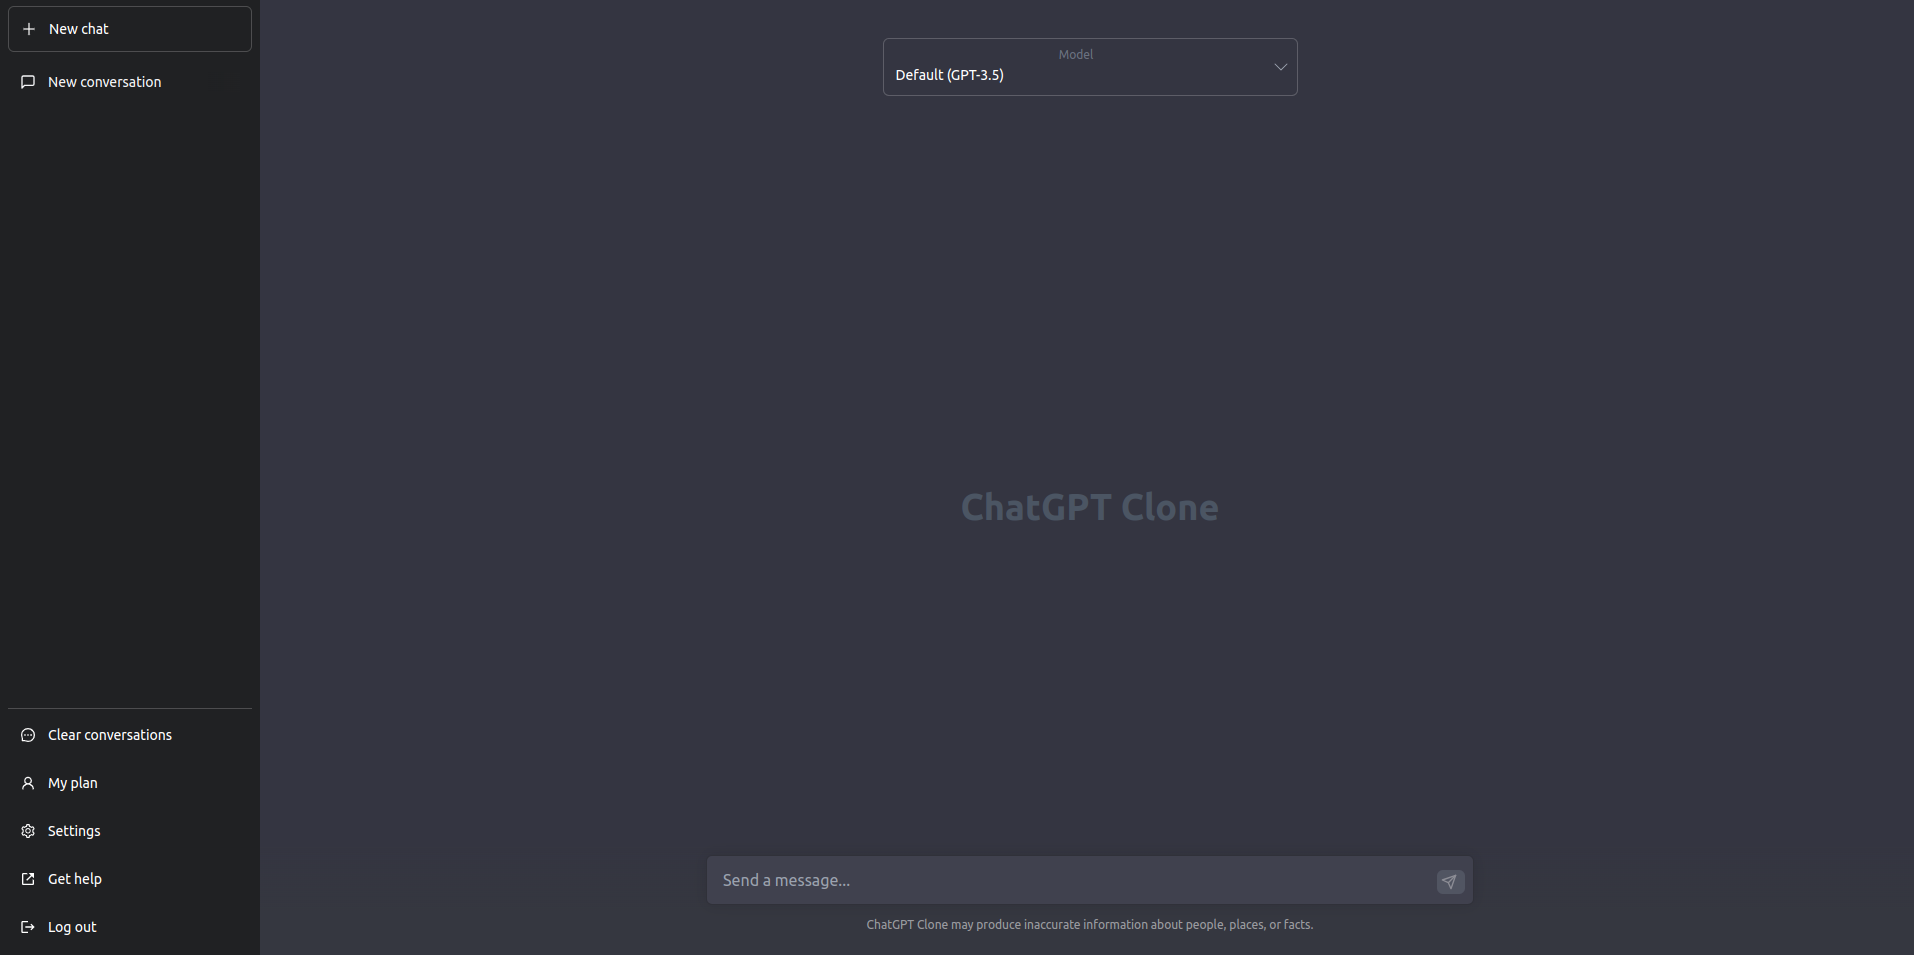 New chat
New conversation
Clear conversations
My plan
Settings
Get help
Log out
Model
Default (GPT-3.5)
ChatGPT Clone
Send a message...
ChatGPT Clone may produce inaccurate information about people, places, or facts.